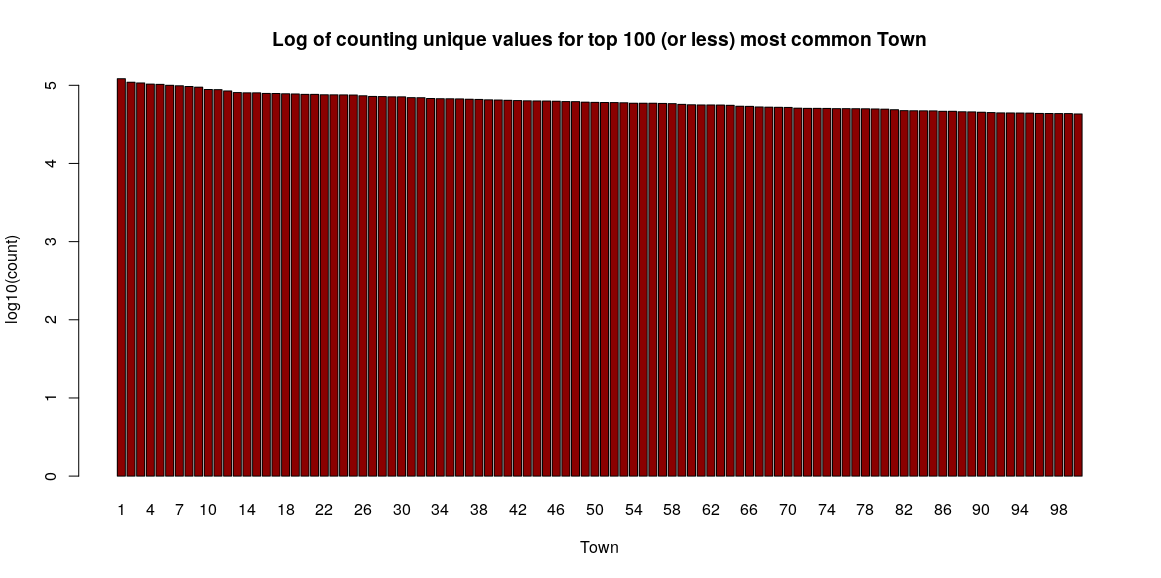 Log of counting unique values for top 100 (or less) most common Town
log10(count)
5
4
3
2
1
0
1 4 7 10 14 18 22 26 30 34 38 42 46 50 54 58 62 66 70 74 78 82 86 90 94 98
Town